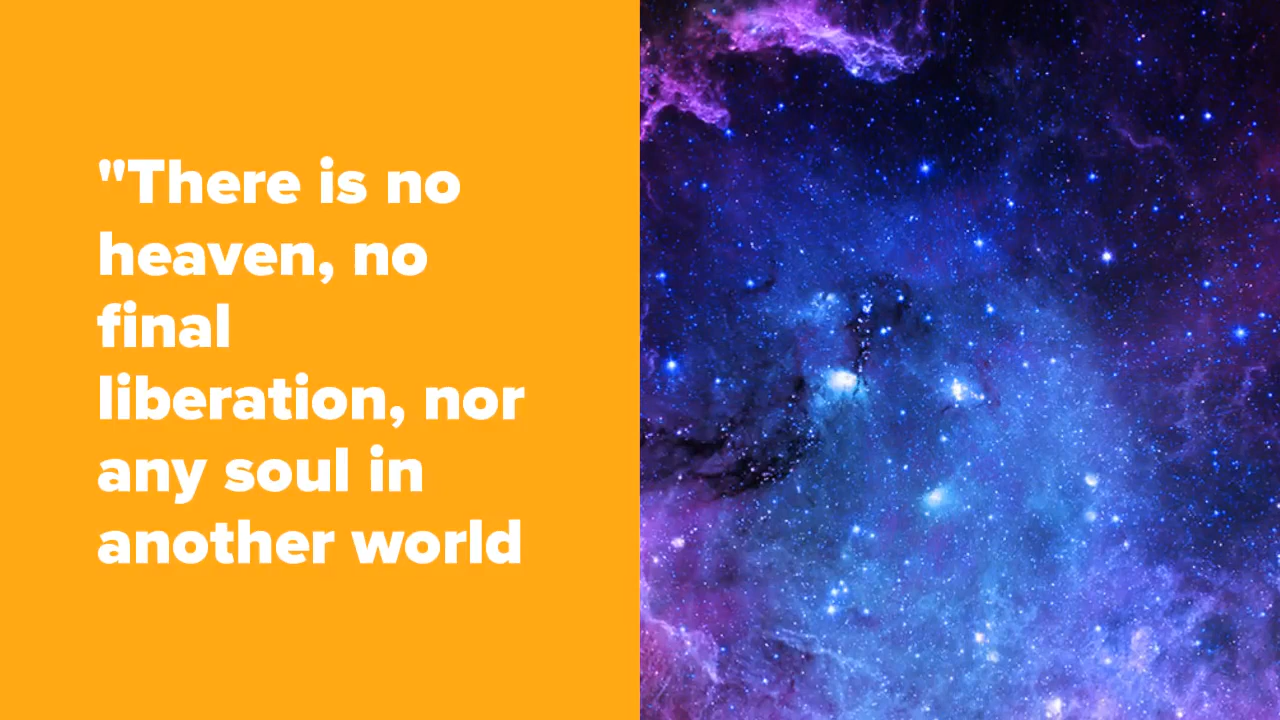 "There is no
heaven, no
final
liberation, nor
any soul in
another world